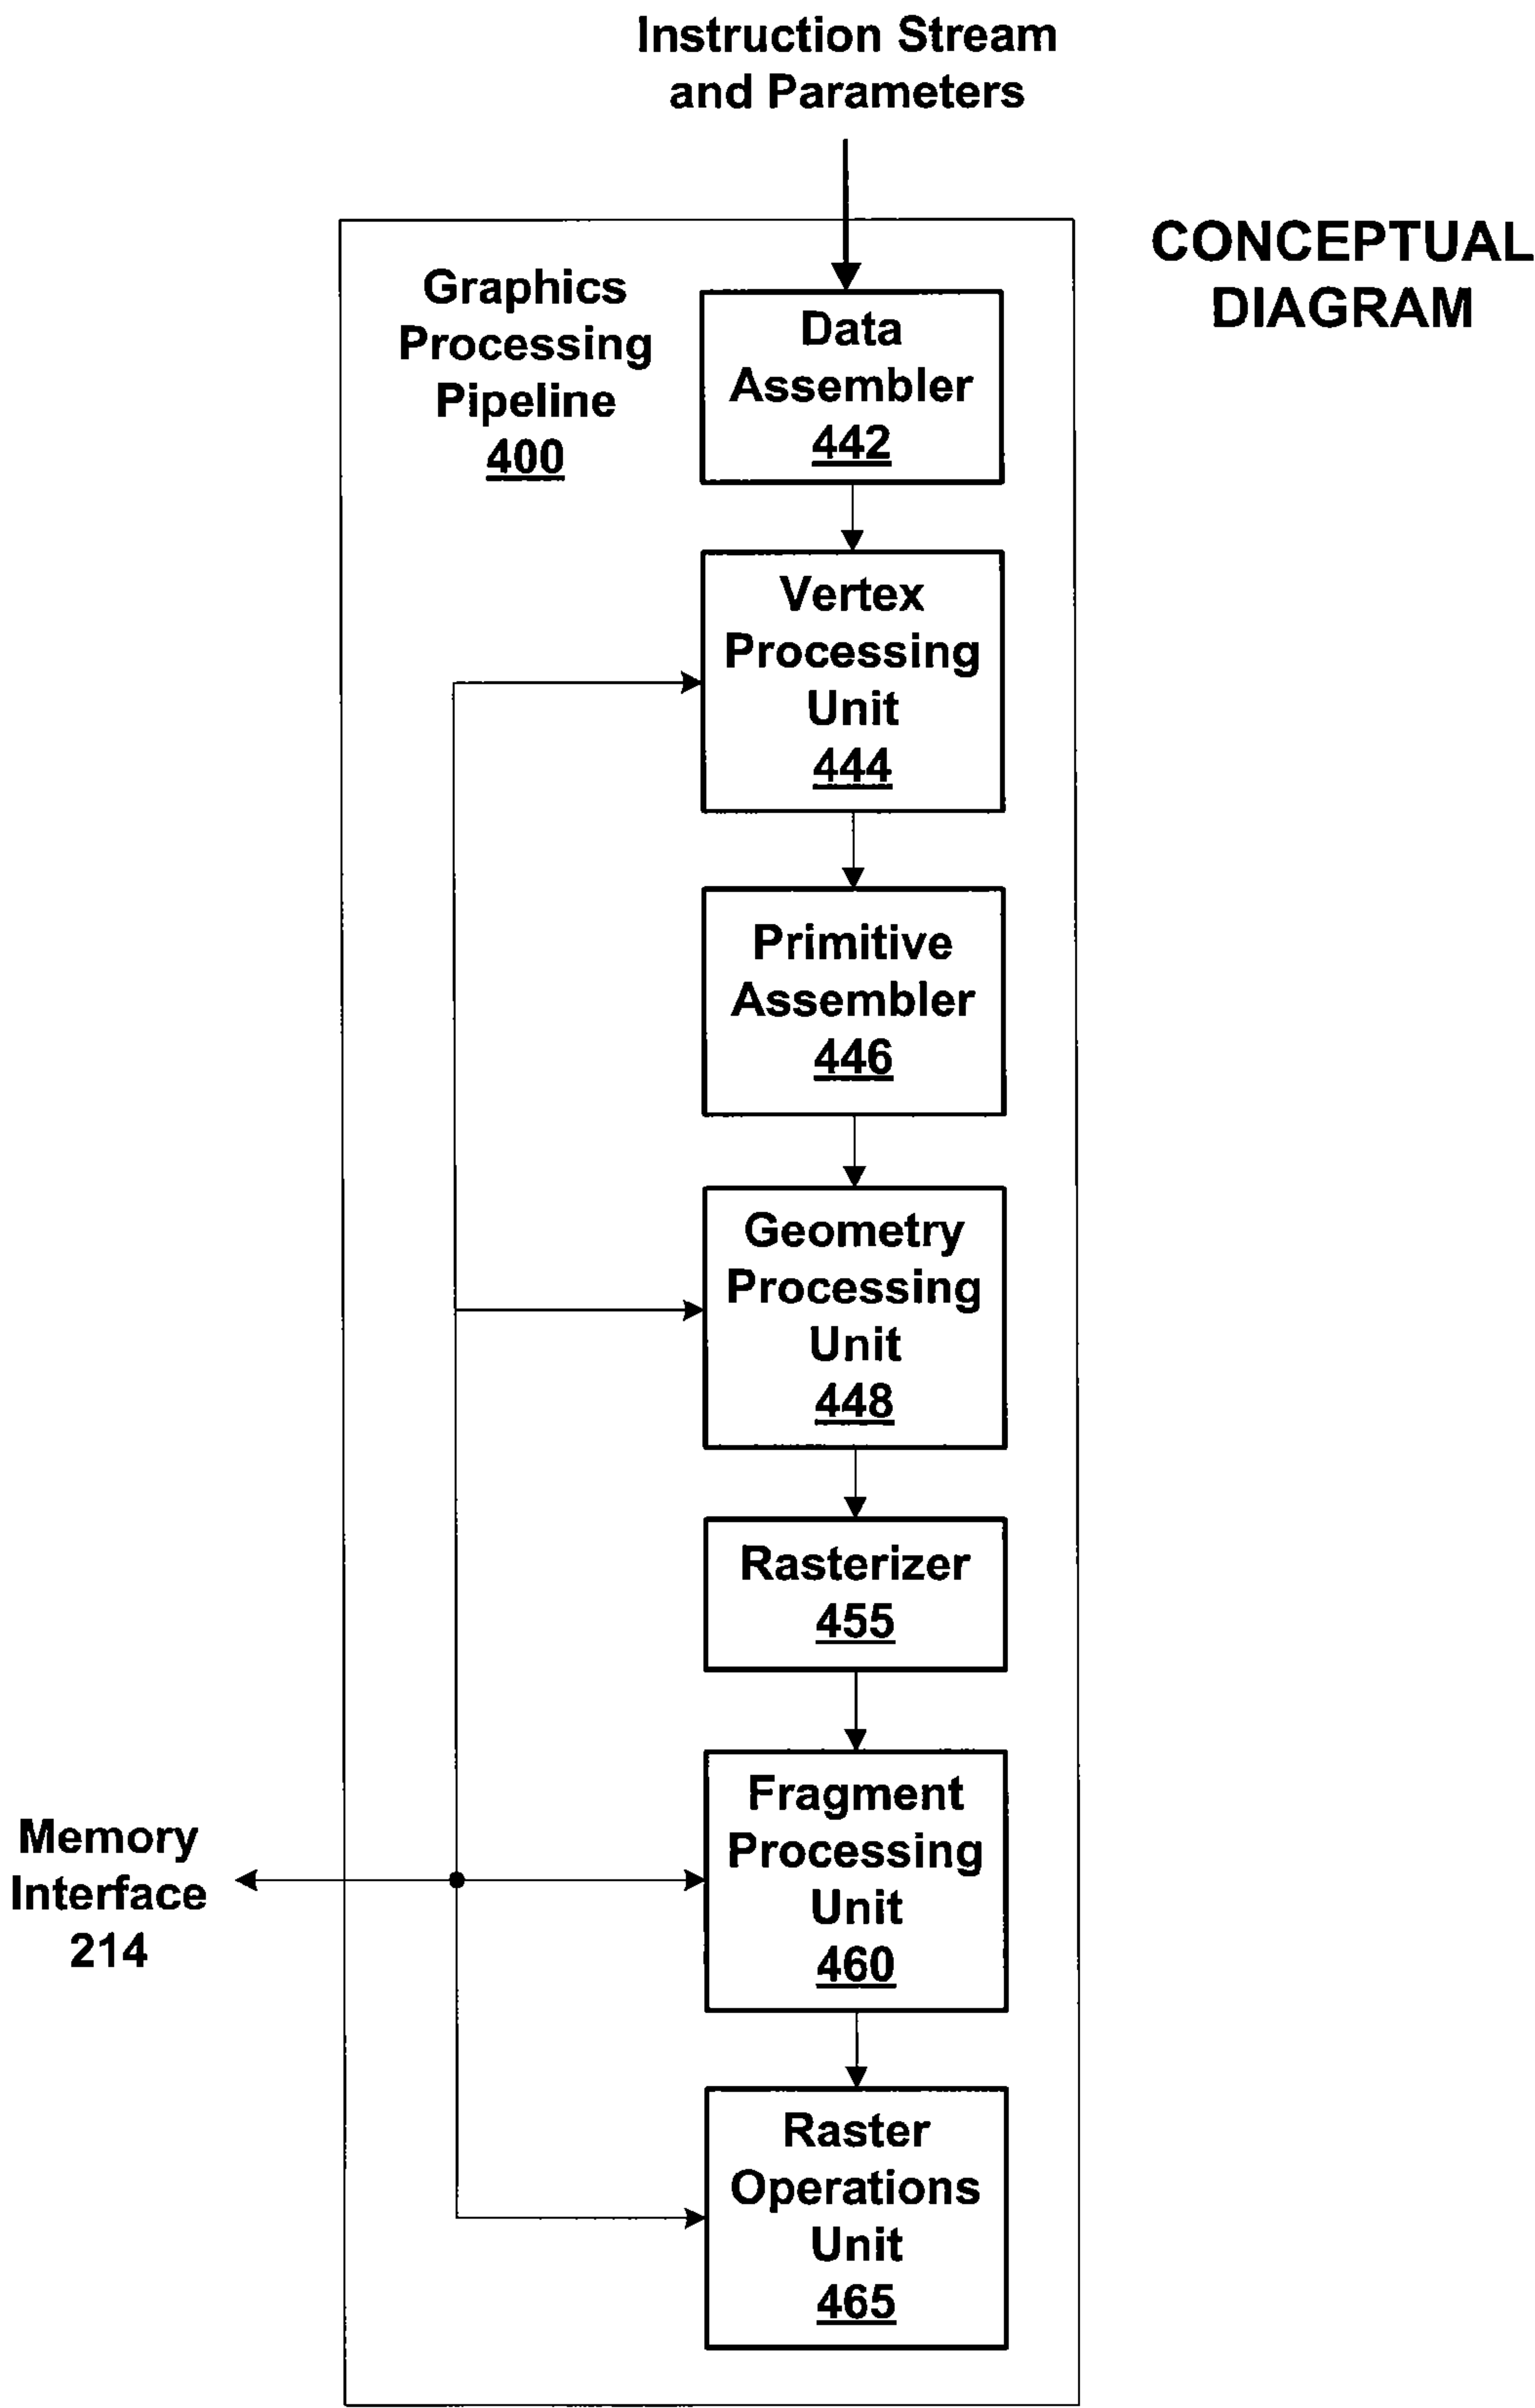 Instruction Stream
and Parameters
CONCEPTUAL
DIAGRAM
Graphics
Processing
Pipeline
400
Data
Assembler
442
Vertex
Processing
Unit
444
Primitive
Assembler
446
Geometry
Processing
Unit
448
Rasterizer
455
Fragment
Processing
Unit
460
Memory
Interface
214
Raster
Operations
Unit
465